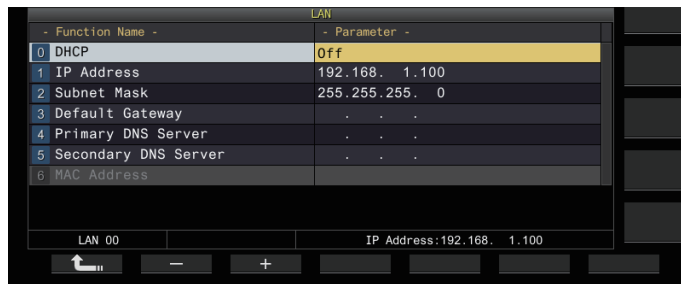 LAN
- Function Name - - Parameter -
0 DHCP Off
1 IP Address 192.168.  1.100
2 Subnet Mask 255.255.255.  0
3 Default Gateway . . .
4 Primary DNS Server . . .
5 Secondary DNS Server . . .
6 MAC Address
LAN 00 IP Address:192.168.  1.100
− +